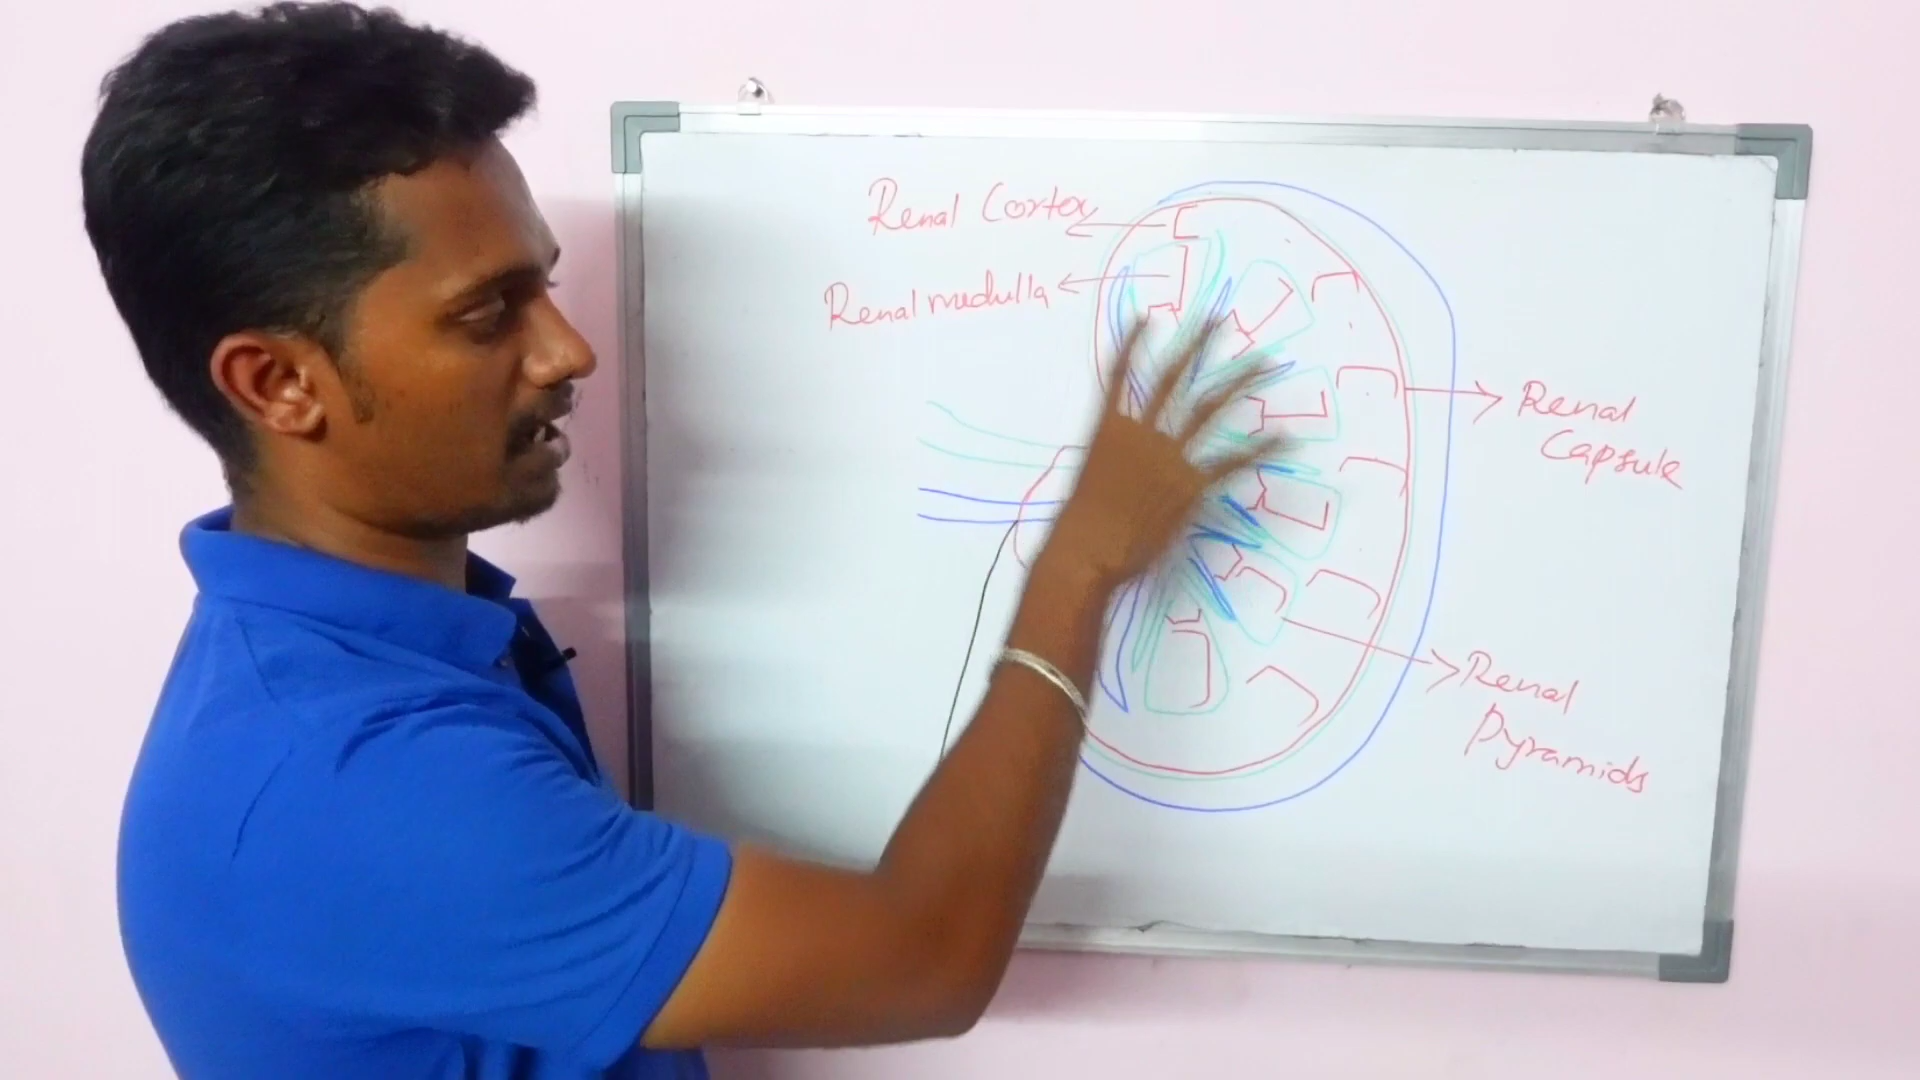 Renal Cortex
Renal medulla
Renal
Capsule
Renal
Pyramids